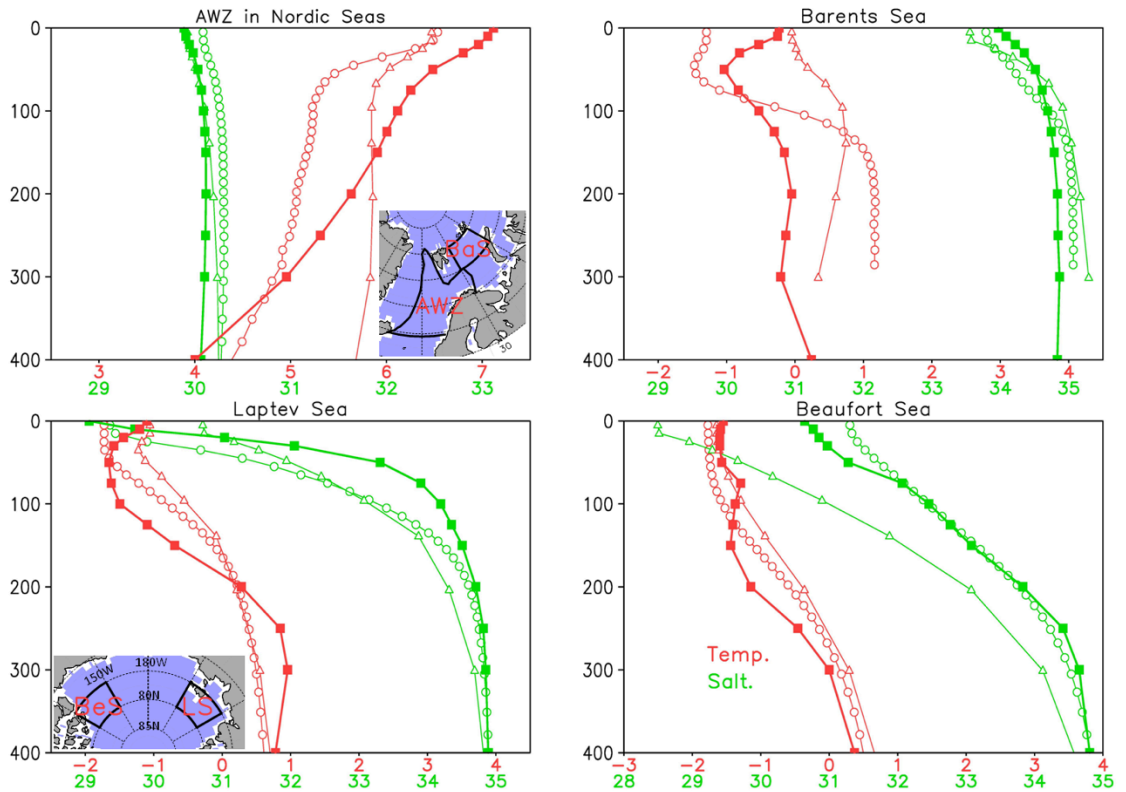 AWZ in Nordic Seas
Barents Sea
0
100
200
300
400
3 4 5 6 7
29 30 31 32 33
BaS
AWZ
30
0
100
200
300
400
-2 -1 0 1 2 3 4
29 30 31 32 33 34 35
Laptev Sea
Beaufort Sea
0
100
200
300
400
-2 -1 0 1 2 3 4
29 30 31 32 33 34 35
180W
150W
80N
85N
BeS
LS
0
100
200
300
400
-3 -2 -1 0 1 2 3 4
28 30 31 32 33 34 35
Temp.
Salt.